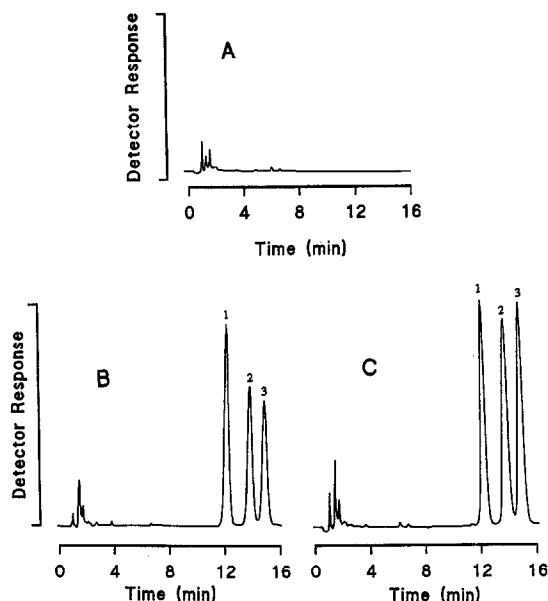 Detector Response
A
0 4 8 12 16
Time (min)
Detector Response
B
1
2
3
0 4 8 12 16
Time (min)
C
1
2
3
0 4 8 12 16
Time (min)